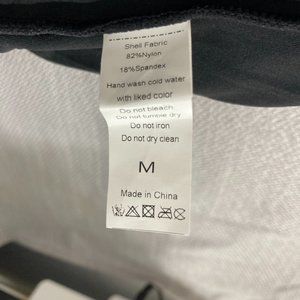 Shell Fabric
82%Nylon
18%Spandex
Hand wash cold water
with liked color
Do not bleach
Do not tumble dry
Do not iron
Do not dry clean
M
Made in China